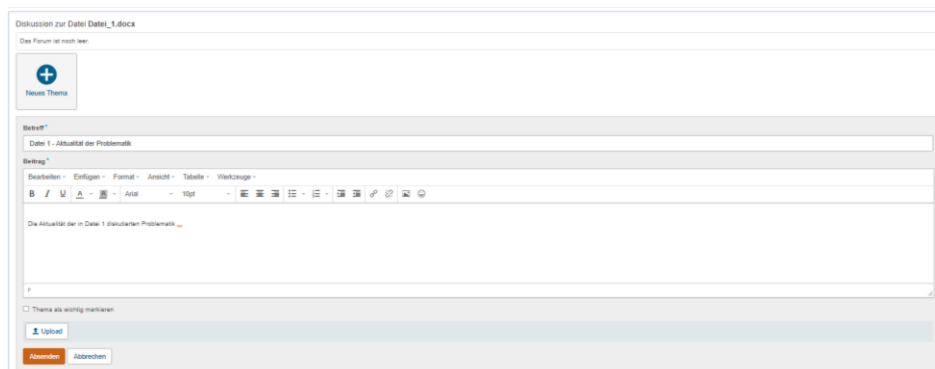 Diskussion zur Datei Datei_1.docx
Das Forum ist noch leer.
Neues Thema
Betreff*
Datei 1 - Aktualität der Problematik
Beitrag*
Bearbeiten Einfügen Format Ansicht Tabelle Werkzeuge
B I U A A Arial 10pt
Die Aktualität der in Datei 1 diskutierten Problematik ...
P
Thema als wichtig markieren
Upload
Absenden Abbrechen